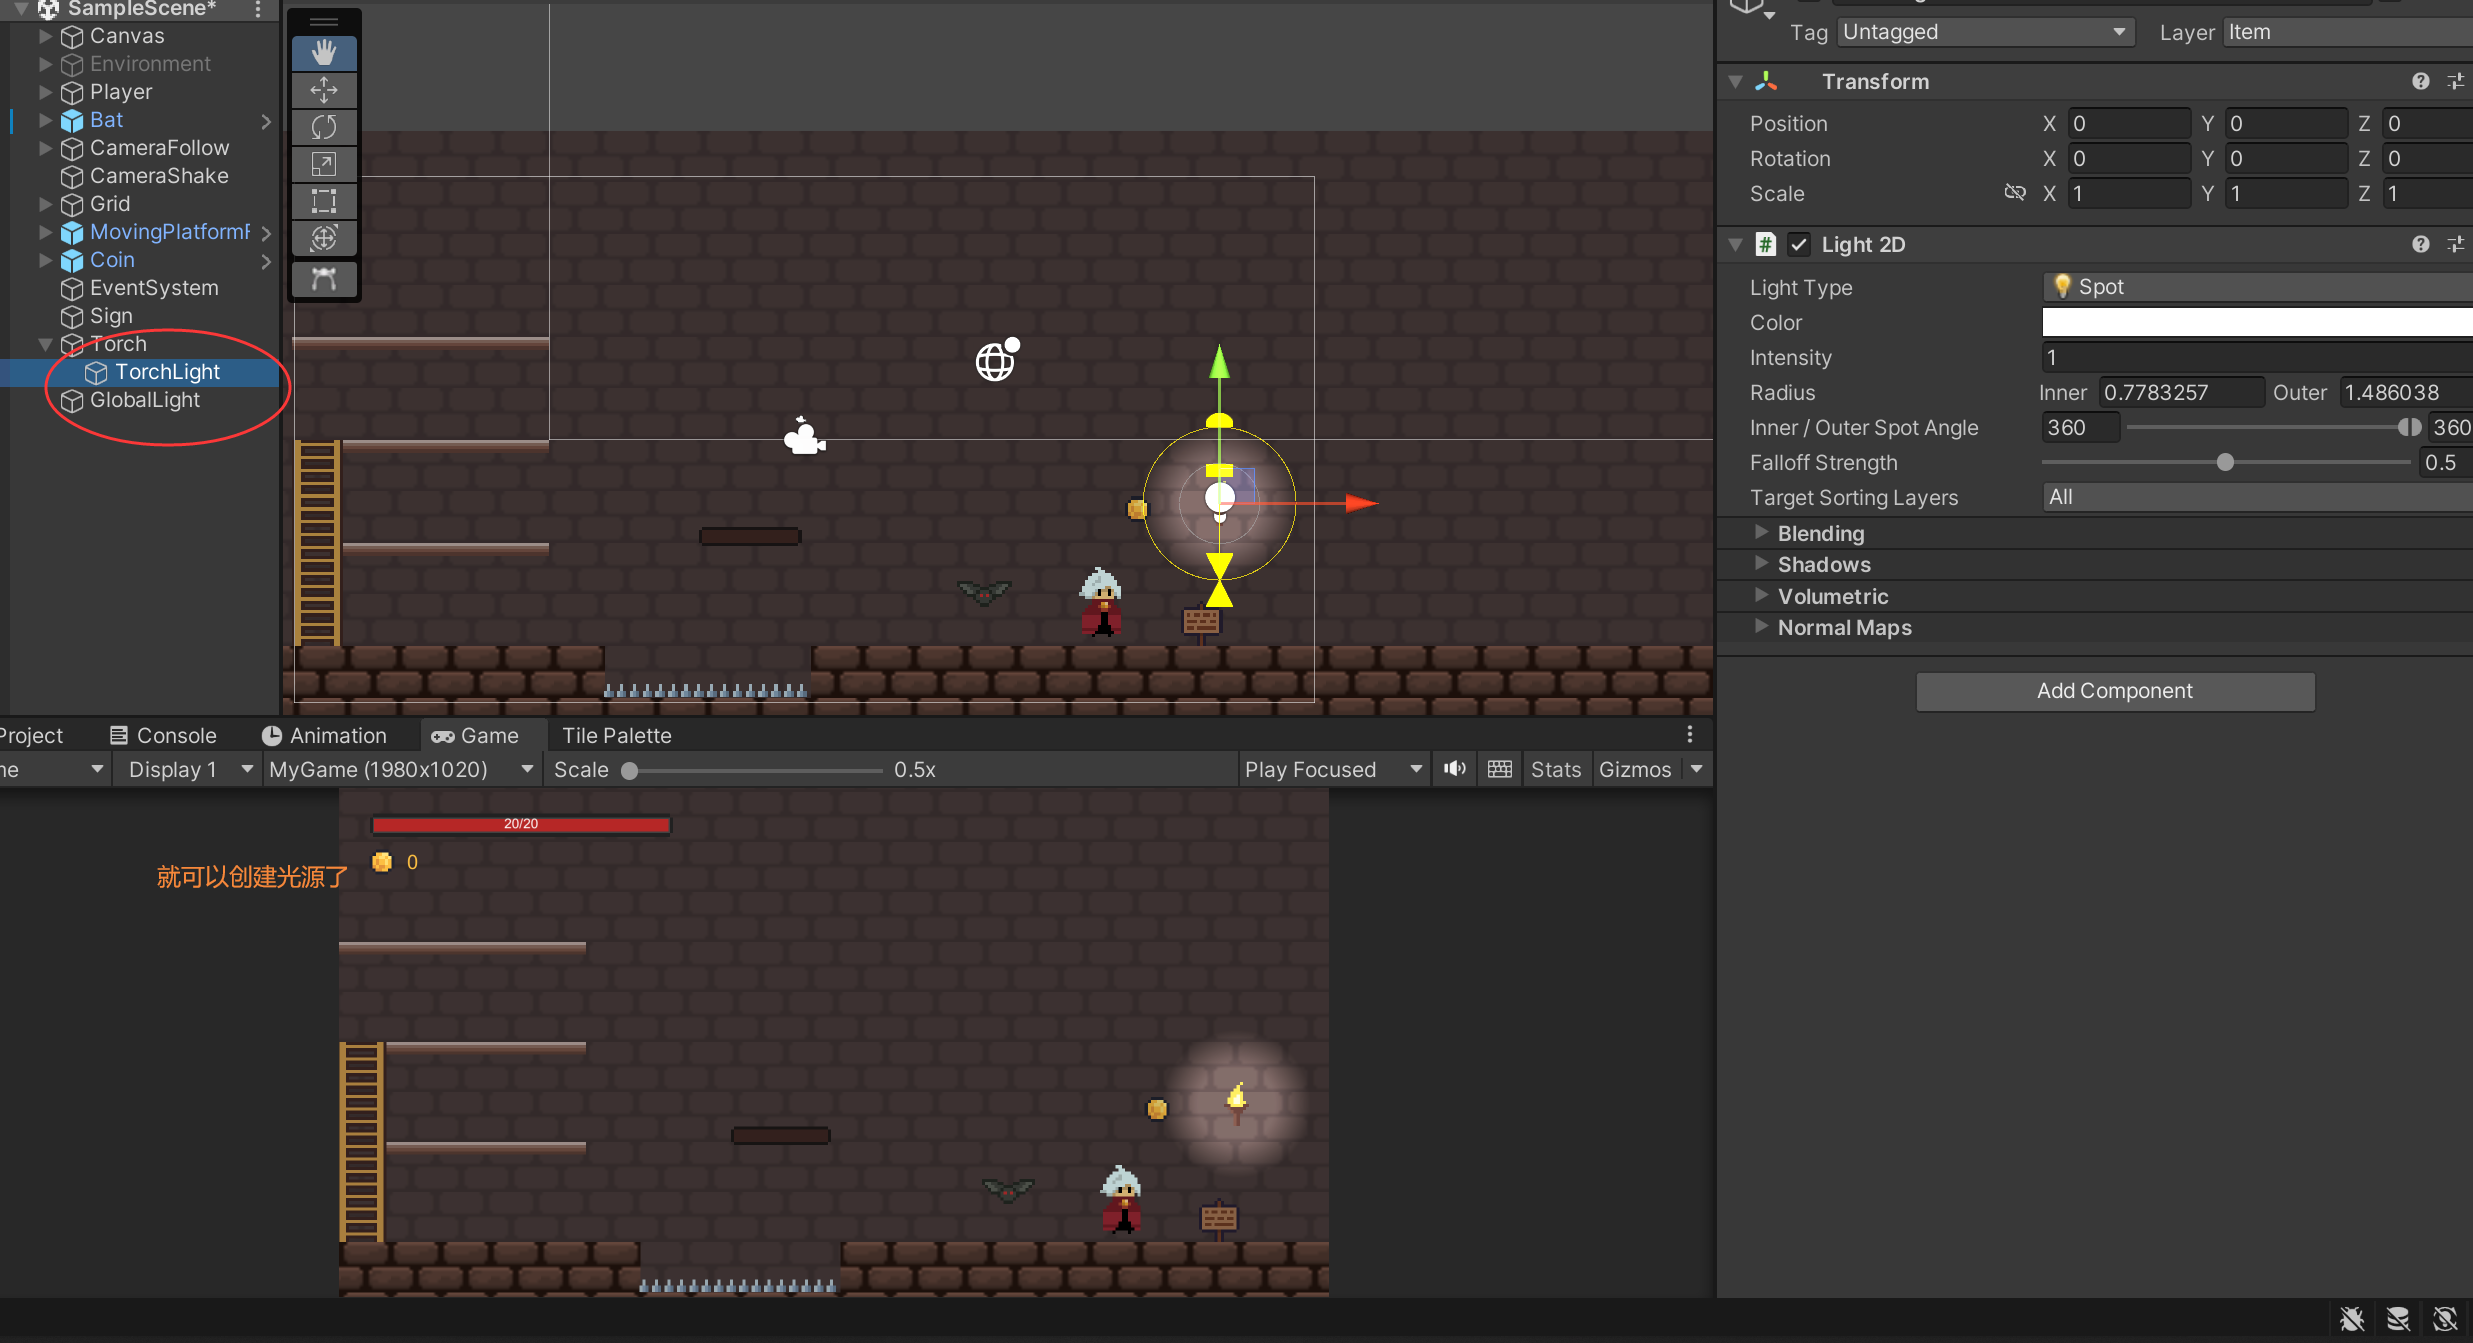 SampleScene*
Canvas
Environment
Player
Bat
CameraFollow
CameraShake
Grid
MovingPlatformF
Coin
EventSystem
Sign
Torch
TorchLight
GlobalLight
Tag Untagged Layer Item
Transform
Position X 0 Y 0 Z 0
Rotation X 0 Y 0 Z 0
Scale X 1 Y 1 Z 1
# Light 2D
Light Type Spot
Color
Intensity 1
Radius Inner 0.7783257 Outer 1.486038
Inner / Outer Spot Angle 360 360
Falloff Strength 0.5
Target Sorting Layers All
Blending
Shadows
Volumetric
Normal Maps
Add Component
Project Console Animation Game Tile Palette
me Display 1 MyGame (1980x1020) Scale 0.5x Play Focused Stats Gizmos
20/20
0
就可以创建光源了